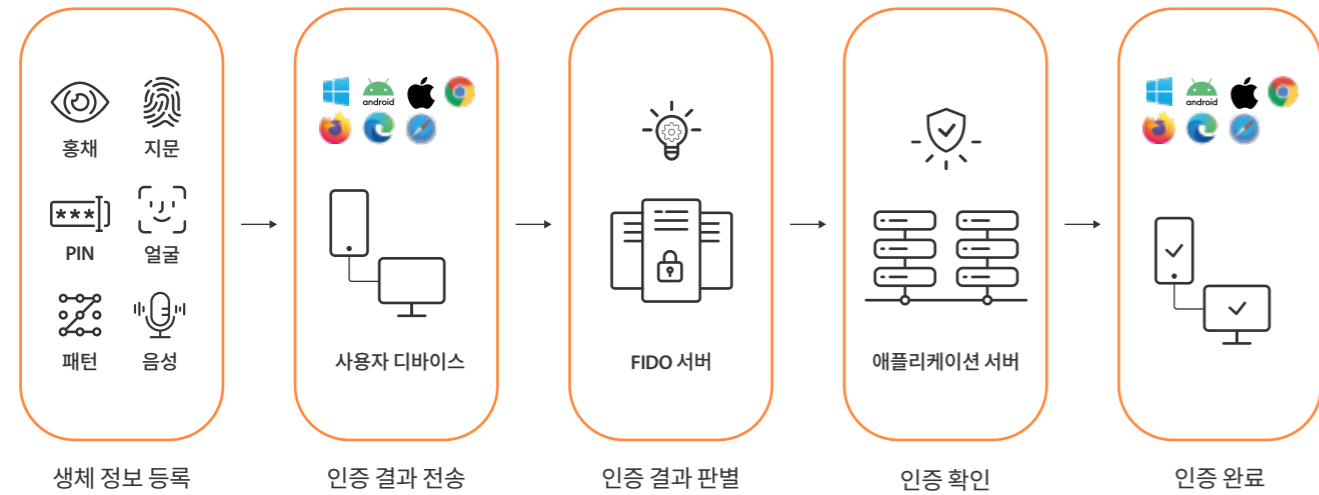 홍채 지문
*** 
PIN 얼굴
패턴 음성
생체 정보 등록
android
사용자 디바이스
인증 결과 전송
FIDO 서버
인증 결과 판별
애플리케이션 서버
인증 확인
android
인증 완료